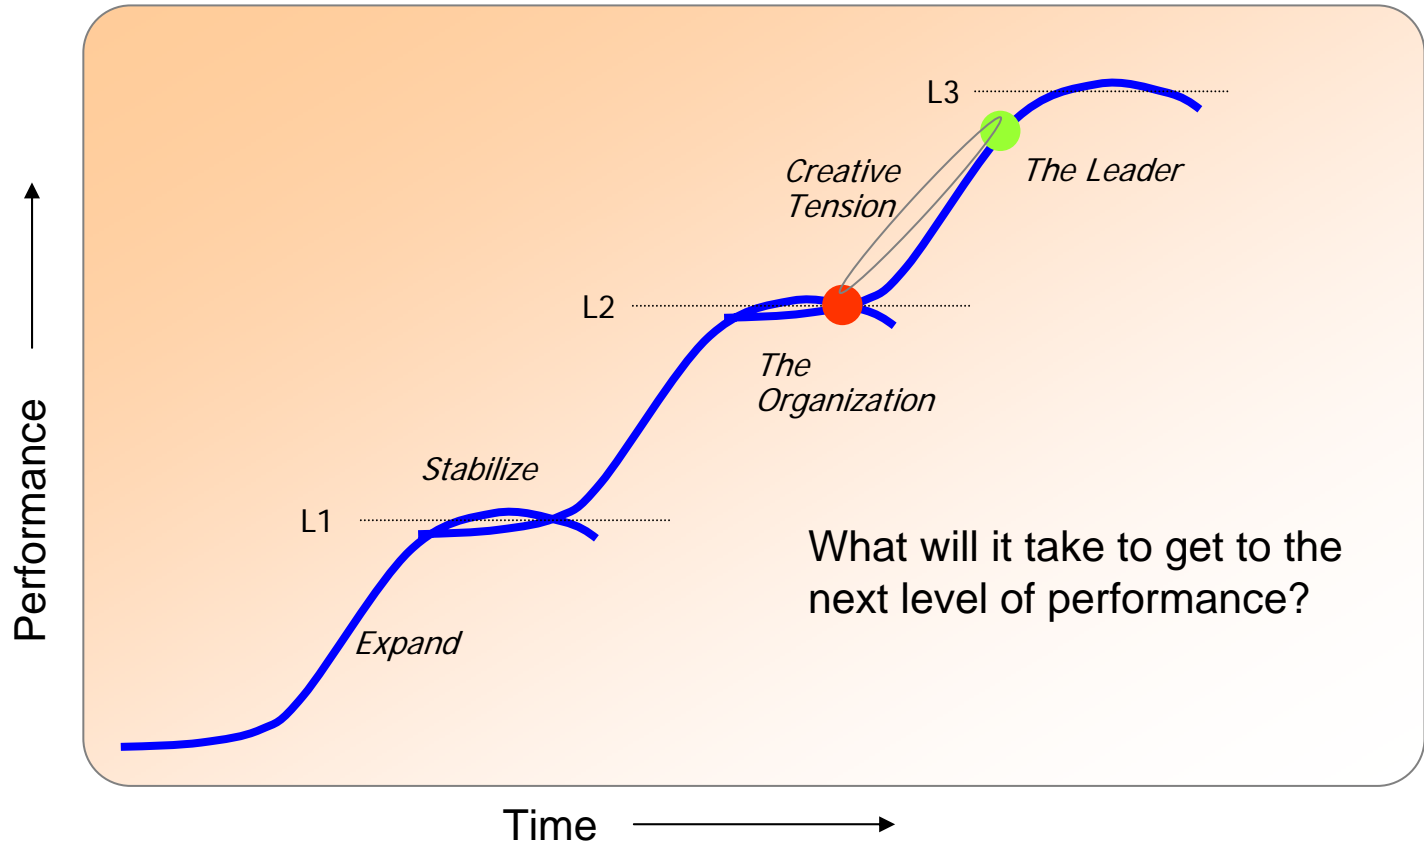 L3
Creative
Tension
The Leader
L2
The
Organization
Stabilize
L1
What will it take to get to the
next level of performance?
Expand
Performance
Time